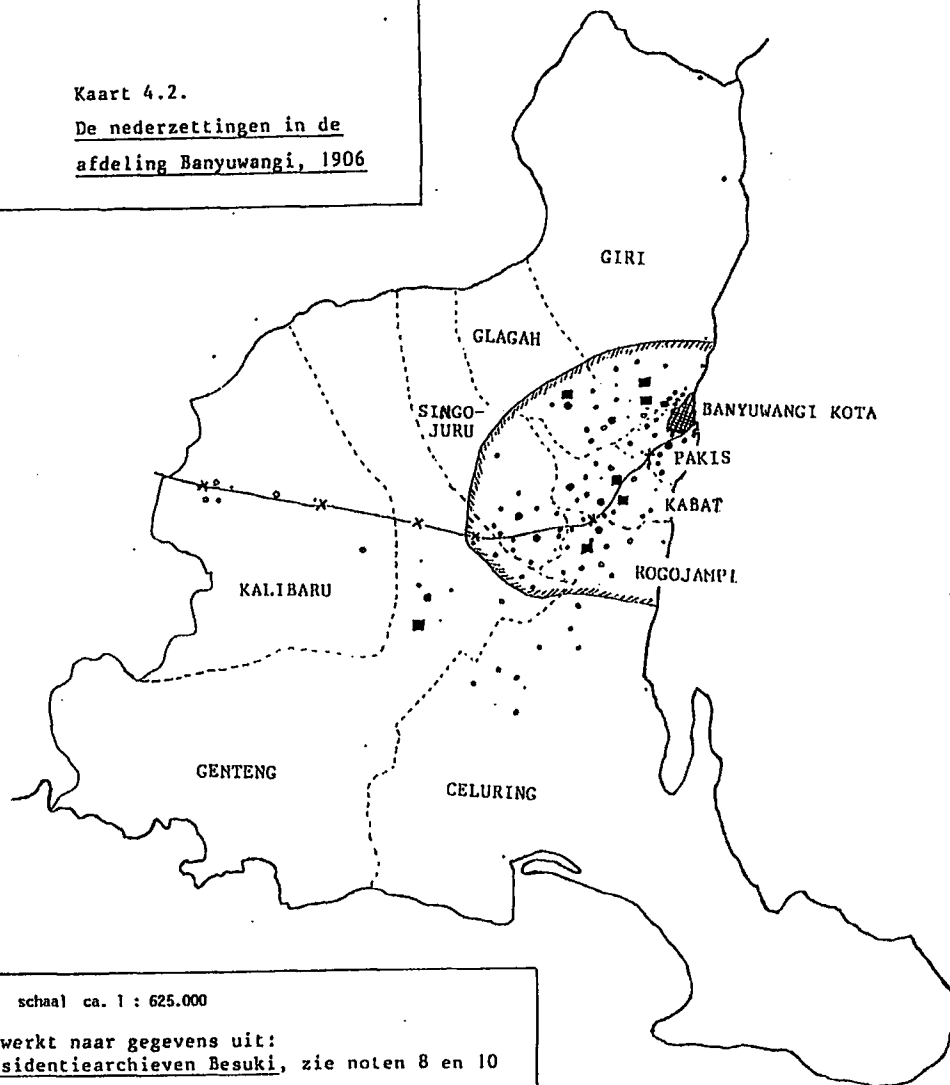 Kaart 4.2.
De nederzettingen in de
afdeling Banyuwangi, 1906
GIRI
GLAGAH
SINGO-
JURU
BANYUWANGI KOTA
PAKIS
KABAT
ROGOJAMPI
KALIBARU
GENTENG
CELURING
schaal ca. 1 : 625.000
werkt naar gegevens uit:
sidentiearchieven Besuki, zie noten 8 en 10